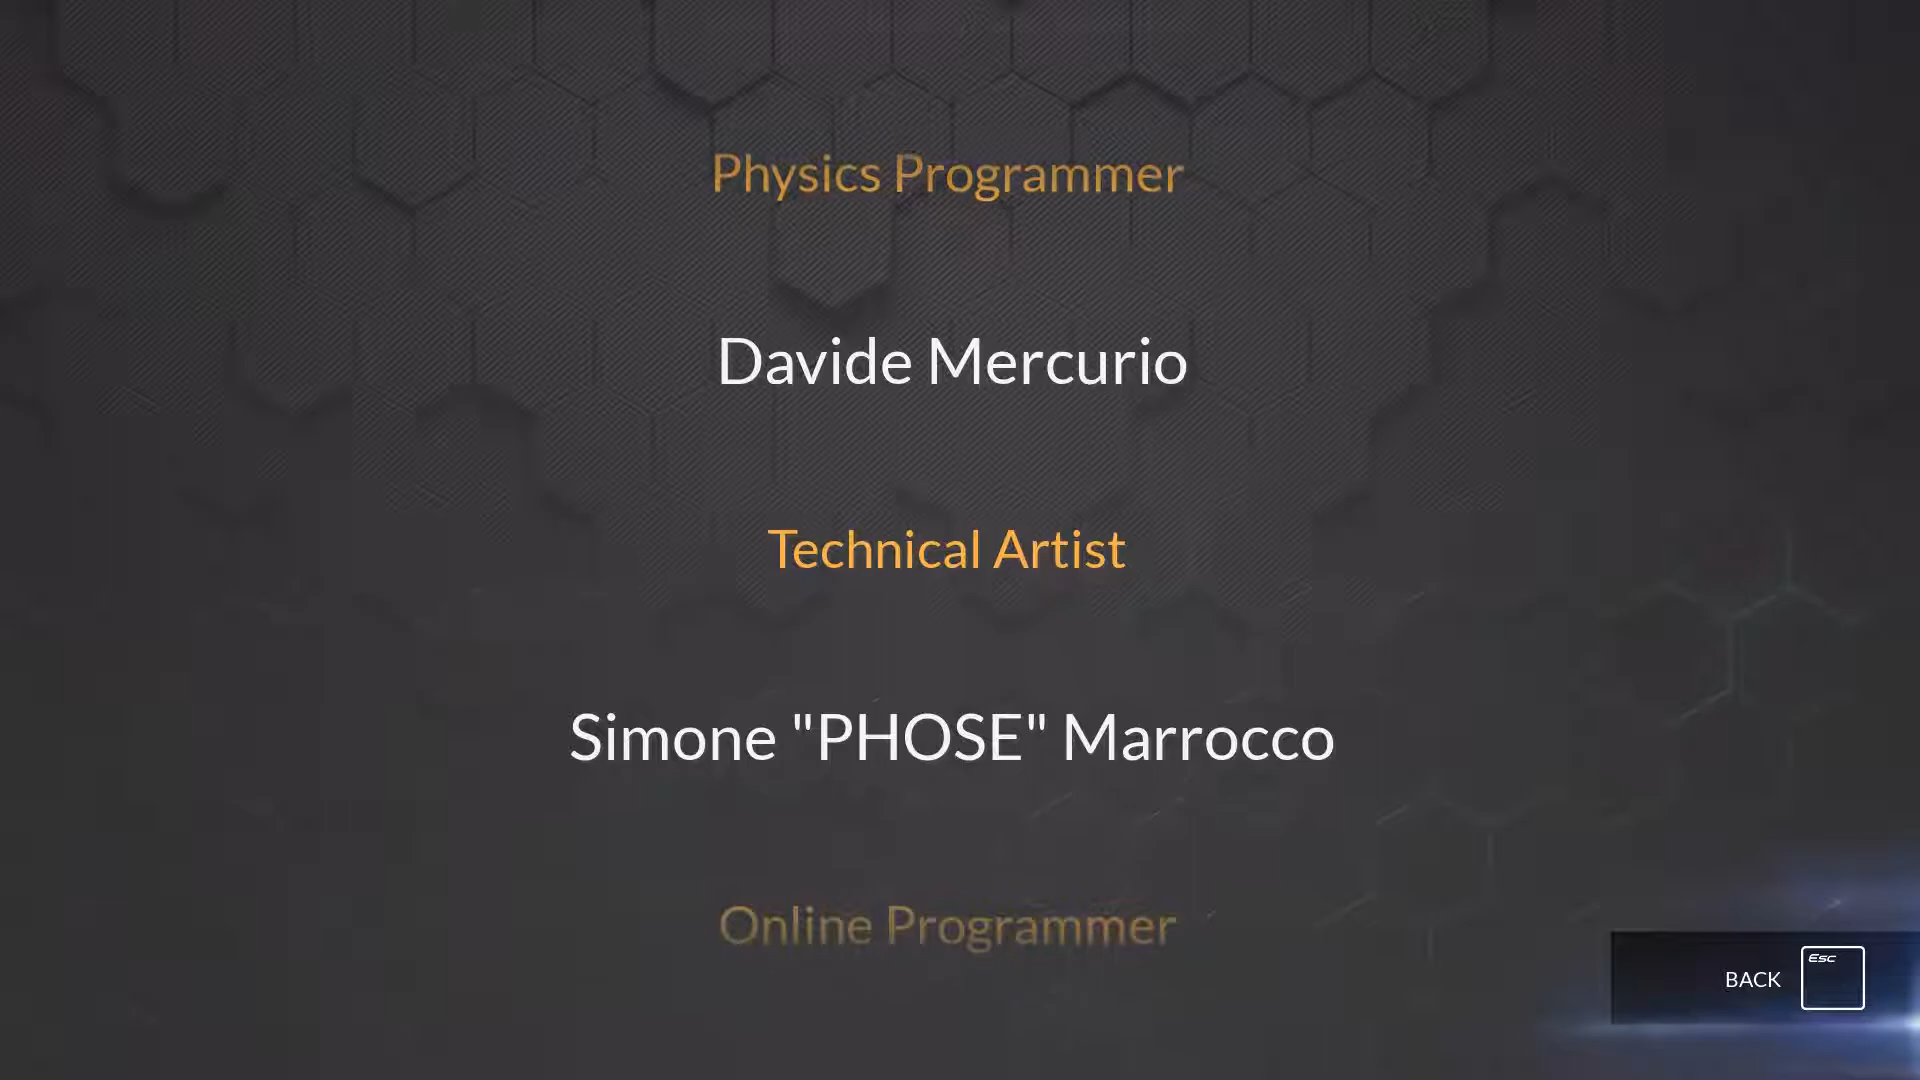 Physics Programmer
Davide Mercurio
Technical Artist
Simone "PHOSE" Marrocco
Online Programmer
BACK
Esc